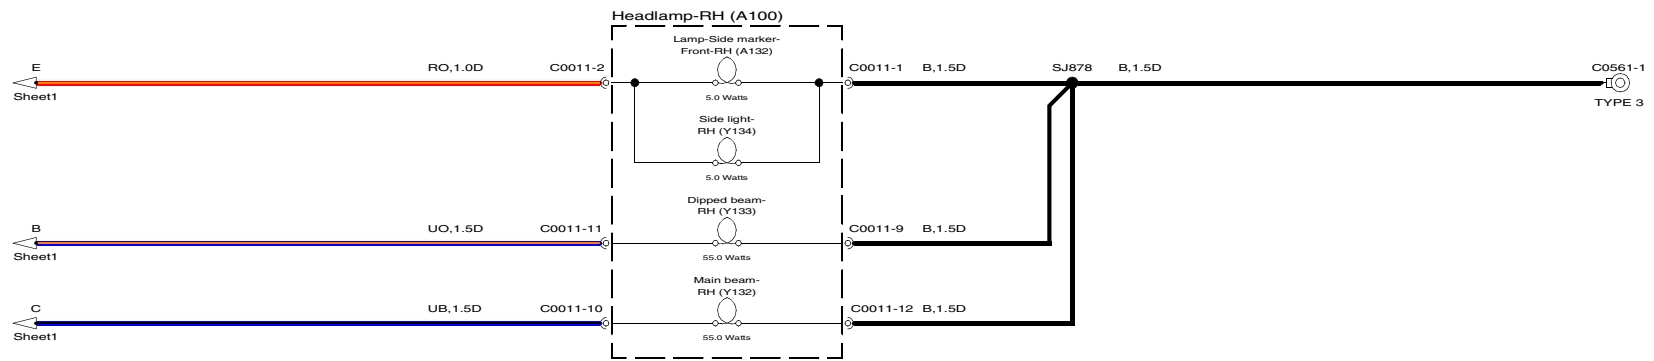 Headlamp-RH (A100)
Lamp-Side marker-
Front-RH (A132)
E
RO,1.0D
C0011-2
C0011-1
B,1.5D
SJ878
B,1.5D
C0561-1
Sheet1
5.0 Watts
TYPE 3
Side light-
RH (Y134)
5.0 Watts
Dipped beam-
RH (Y133)
B
UO,1.5D
C0011-11
C0011-9
B,1.5D
Sheet1
55.0 Watts
Main beam-
RH (Y132)
C
UB,1.5D
C0011-10
C0011-12
B,1.5D
Sheet1
55.0 Watts